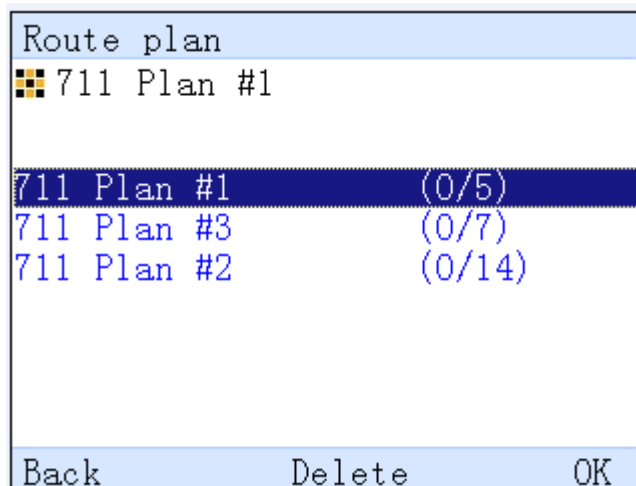 Route plan
711 Plan #1
711 Plan #1 (0/5)
711 Plan #3 (0/7)
711 Plan #2 (0/14)
Back Delete OK